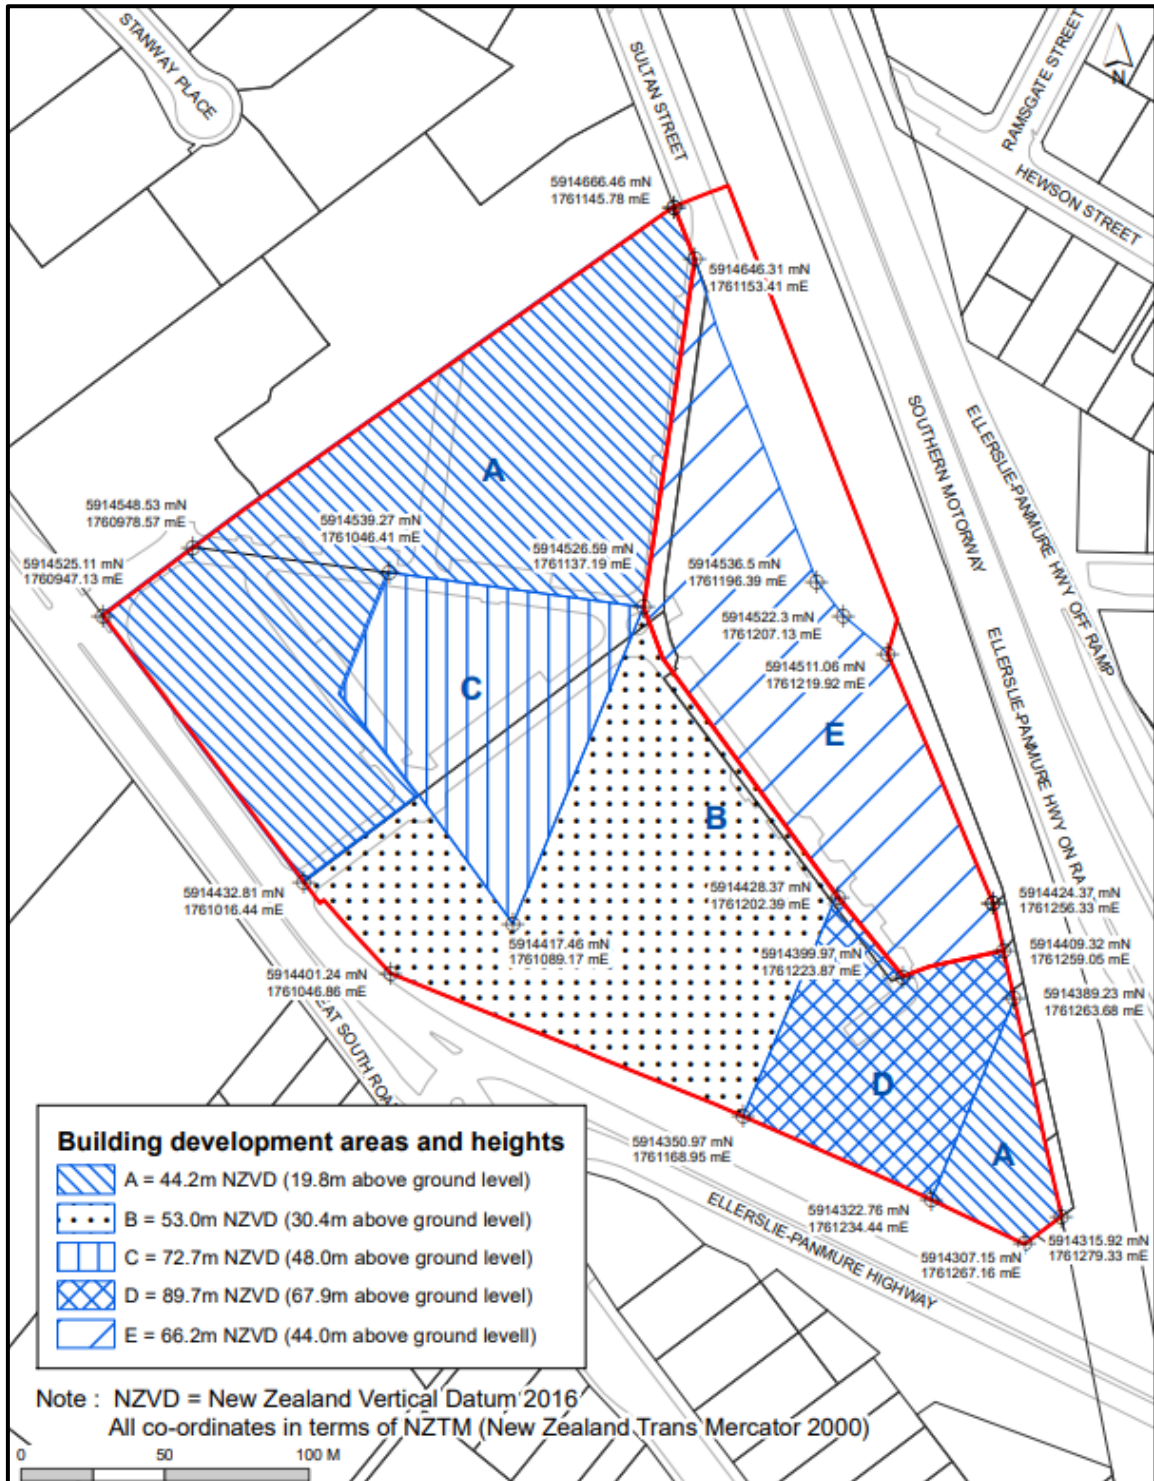 STANWAY PLACE
SULTAN STREET
RAMSGATE STREET
N
HEWSON STREET
5914666.46 mN
1761145.78 mE
5914646.31 mN
1761153.41 mE
SOUTHERN MOTORWAY
ELLERSLIE-PANMURE HWY OFF RAMP
A
5914548.53 mN
1760978.57 mE
5914539.27 mN
1761046.41 mE
5914526.59 mN
1761137.19 mE
5914525.11 mN
1760947.13 mE
5914536.5 mN
1761196.39 mE
5914522.3 mN
1761207.13 mE
5914511.06 mN
1761219.92 mE
ELLERSLIE-PANMURE HWY ON RA
C
E
B
5914432.81 mN
1761016.44 mE
5914428.37 mN
1761202.39 mE
5914424.37 mN
1761256.33 mE
5914417.46 mN
1761089.17 mE
5914399.97 mN
1761223.87 mE
5914409.32 mN
1761259.05 mE
5914401.24 mN
1761046.86 mE
5914389.23 mN
1761263.68 mE
EAT SOUTH ROA
D
A
5914350.97 mN
1761168.95 mE
5914322.76 mN
1761234.44 mE
5914307.15 mN
1761267.16 mE
5914315.92 mN
1761279.33 mE
ELLERSLIE-PANMURE HIGHWAY
Building development areas and heights
A = 44.2m NZVD (19.8m above ground level)
B = 53.0m NZVD (30.4m above ground level)
C = 72.7m NZVD (48.0m above ground level)
D = 89.7m NZVD (67.9m above ground level)
E = 66.2m NZVD (44.0m above ground levell)
Note : NZVD = New Zealand Vertical Datum 2016
All co-ordinates in terms of NZTM (New Zealand Trans Mercator 2000)
0 50 100 M